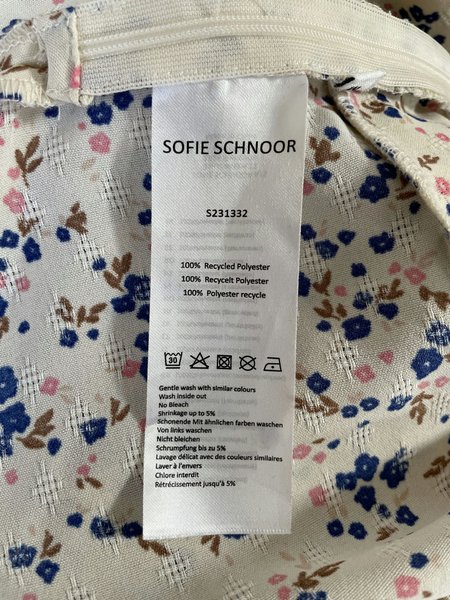 SOFIE SCHNOOR
S231332
100% Recycled Polyester
100% Recycelt Polyester
100% Polyester recycle
30
Gentle wash with similar colours
Wash inside out
No Bleach
Shrinkage up to 5%
Schonende Mit ähnlichen farben waschen
Von links waschen
Nicht bleichen
Schrumpfung bis zu 5%
Lavage délicat avec des couleurs similaires
Laver à l'envers
Chlore interdit
Rétrécissement jusqu'à 5%